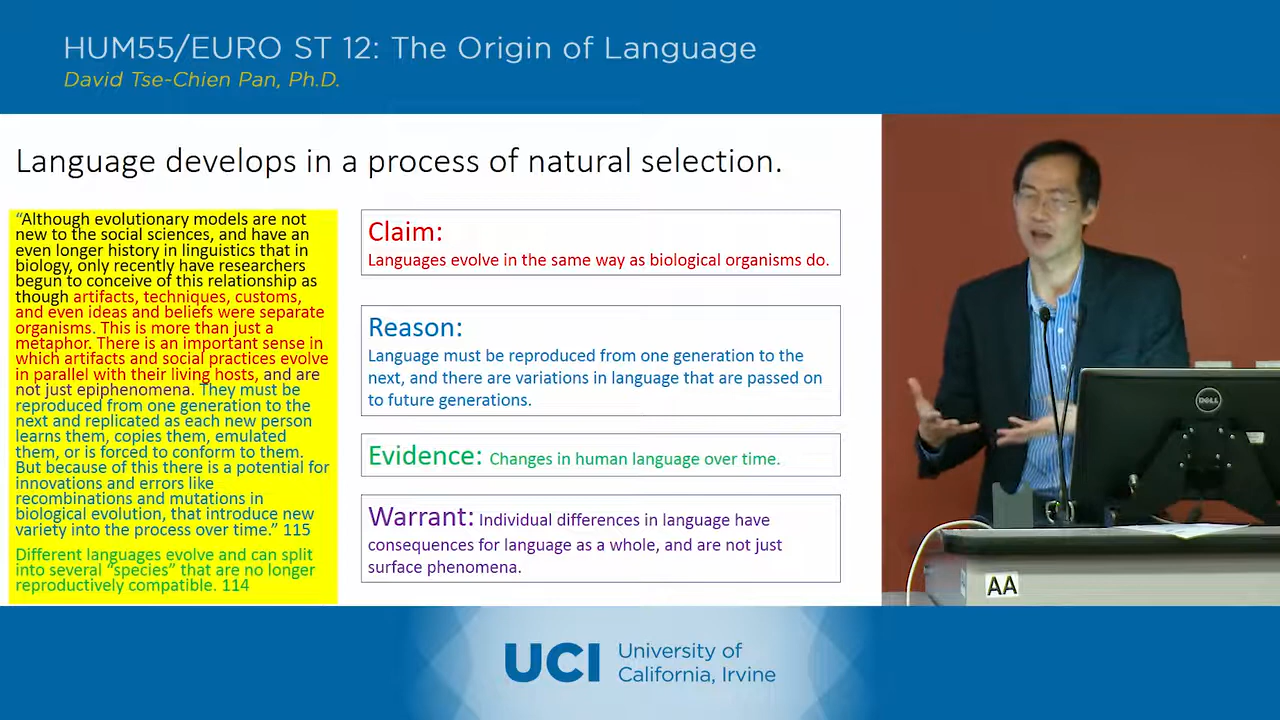 HUM55/EURO ST 12: The Origin of Language
David Tse-Chien Pan, Ph.D.
Language develops in a process of natural selection.
“Although evolutionary models are not
new to the social sciences, and have an
even longer history in linguistics that in
biology, only recently have researchers
begun to conceive of this relationship as
though artifacts, techniques, customs,
and even ideas and beliefs were separate
organisms. This is more than just a
metaphor. There is an important sense in
which artifacts and social practices evolve
in parallel with their living hosts, and are
not just epiphenomena. They must be
reproduced from one generation to the
next and replicated as each new person
learns them, copies them, emulated
them, or is forced to conform to them.
But because of this there is a potential for
innovations and errors like
recombinations and mutations in
biological evolution, that introduce new
variety into the process over time.” 115
Different languages evolve and can split
into several “species” that are no longer
reproductively compatible. 114
Claim:
Languages evolve in the same way as biological organisms do.
Reason:
Language must be reproduced from one generation to the
next, and there are variations in language that are passed on
to future generations.
Evidence: Changes in human language over time.
Warrant: Individual differences in language have
consequences for language as a whole, and are not just
surface phenomena.
DELL
AA
UCI University of
California, Irvine